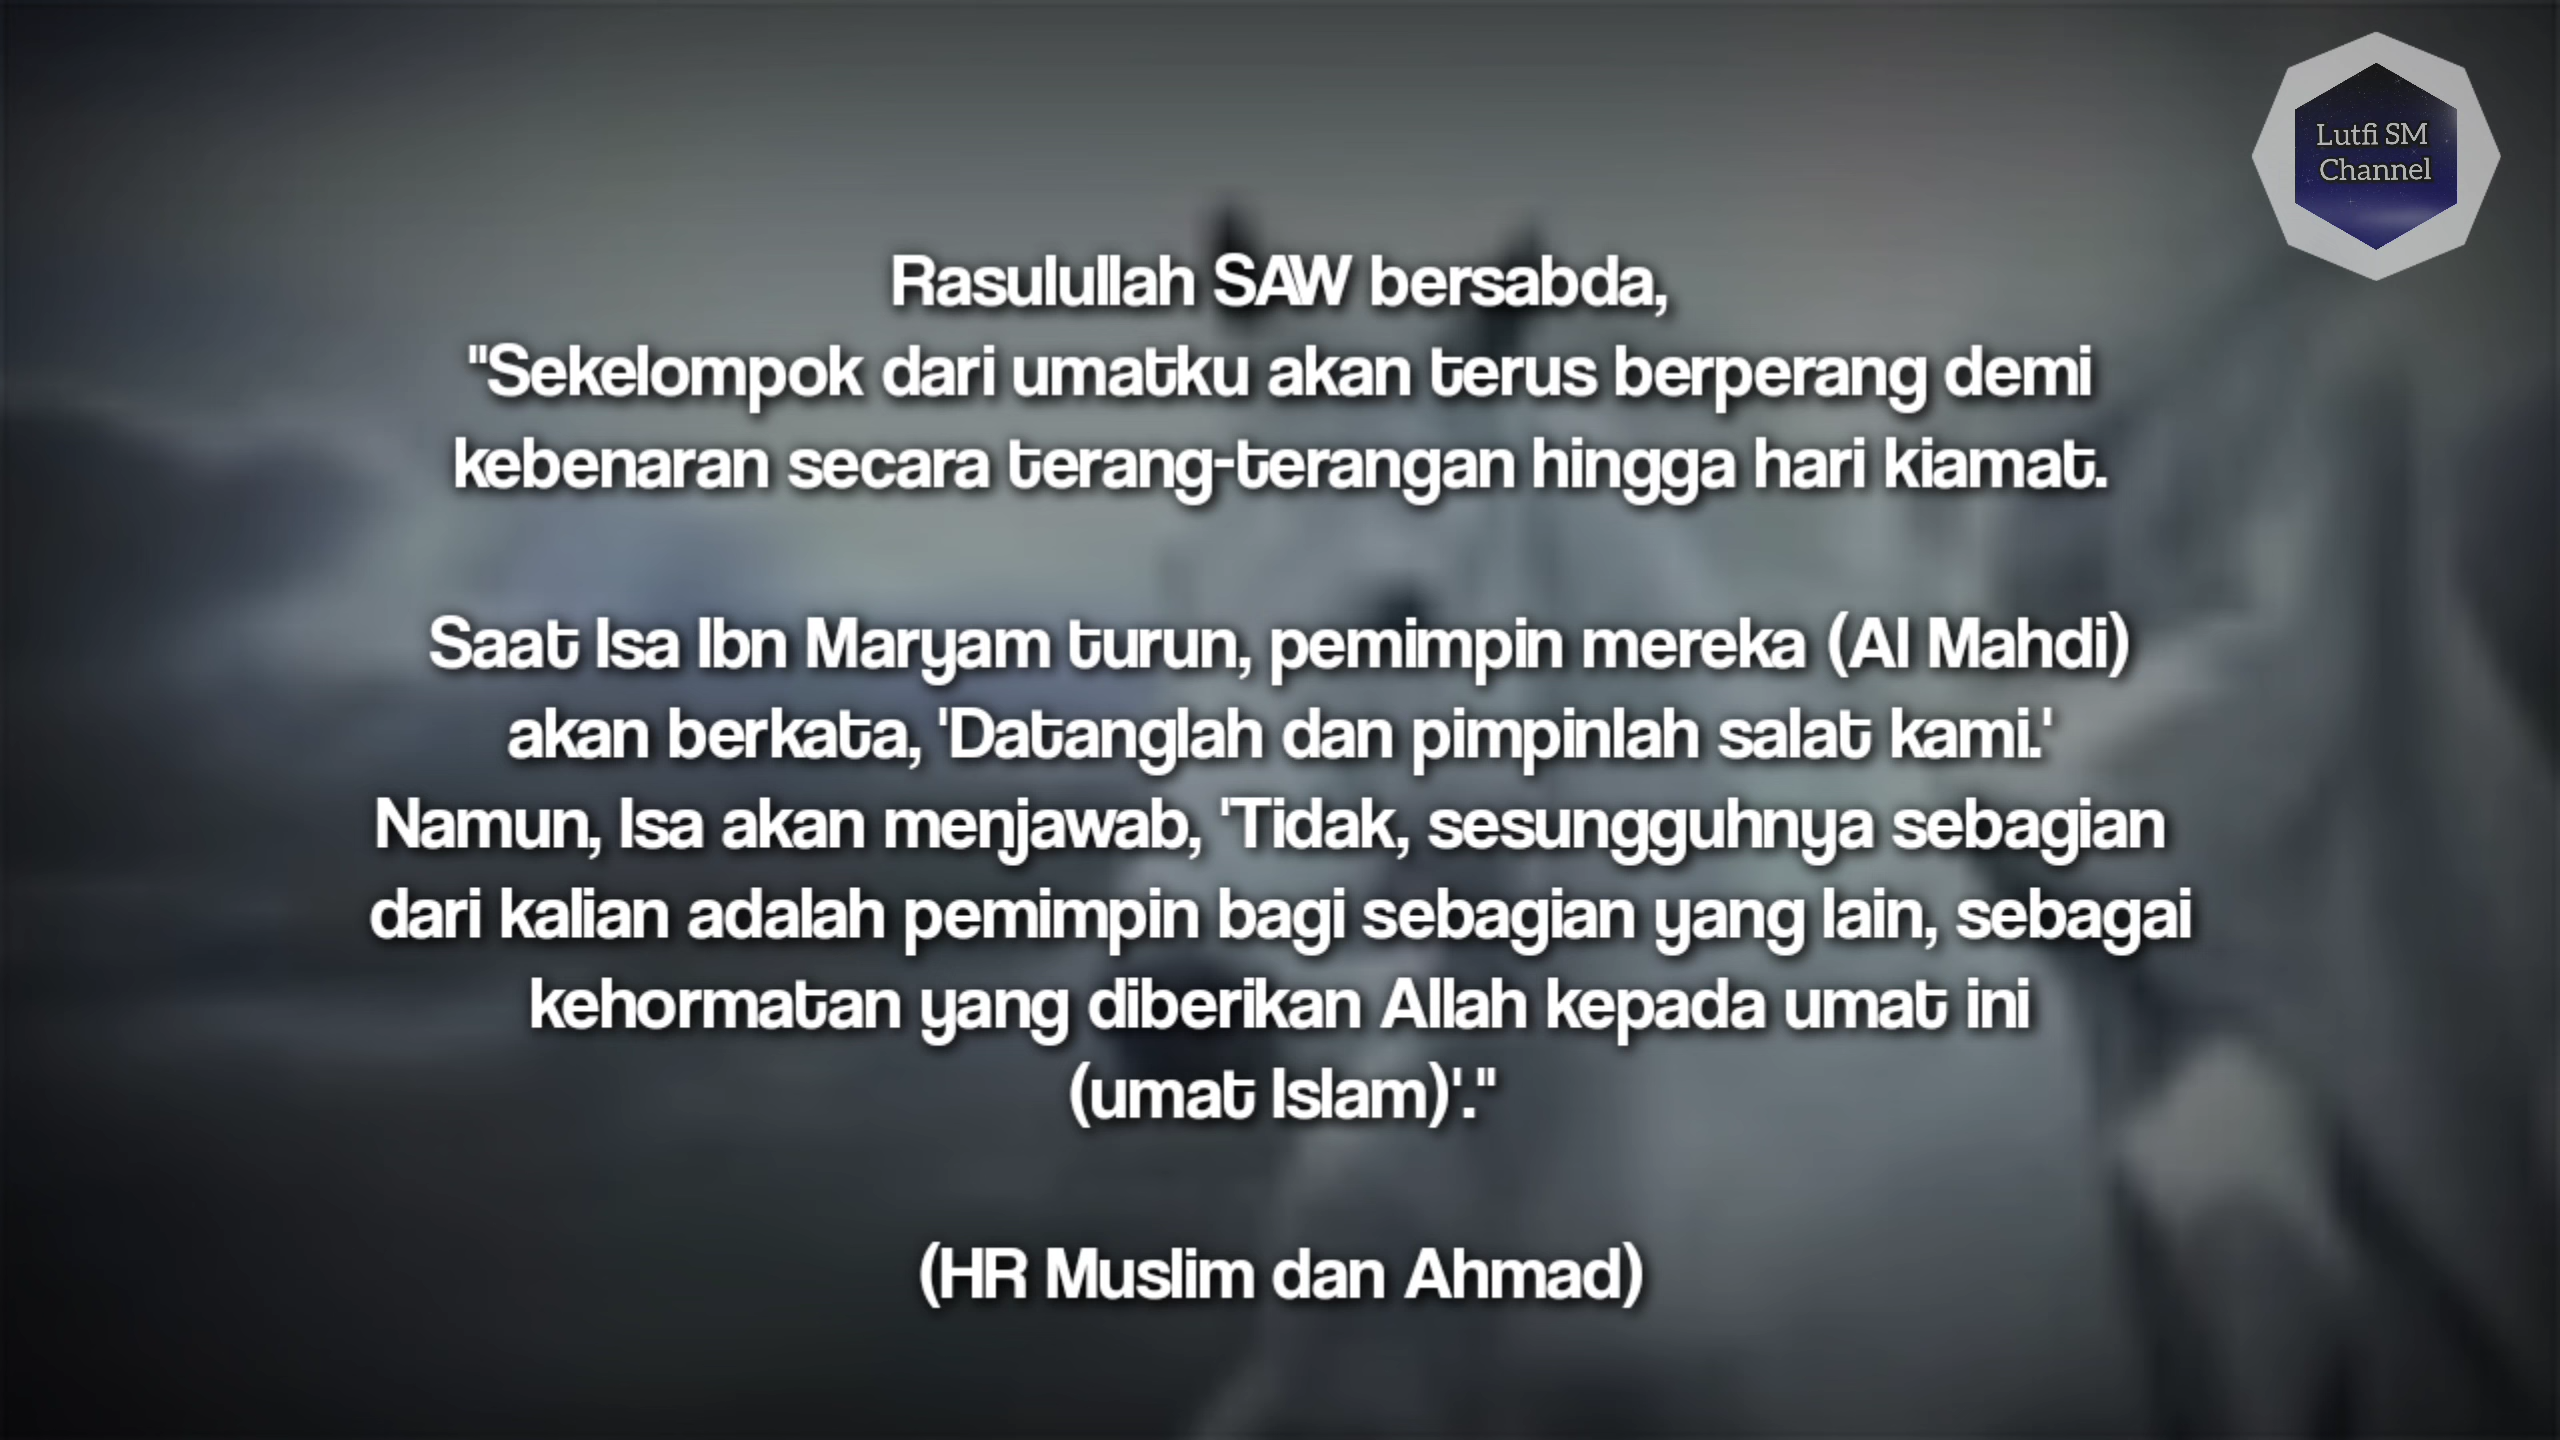 Lutfi SM
Channel
Rasulullah SAW bersabda,
"Sekelompok dari umatku akan terus berperang demi
kebenaran secara terang-terangan hingga hari kiamat.
Saat Isa Ibn Maryam turun, pemimpin mereka (Al Mahdi)
akan berkata, 'Datanglah dan pimpinlah salat kami.'
Namun, Isa akan menjawab, 'Tidak, sesungguhnya sebagian
dari kalian adalah pemimpin bagi sebagian yang lain, sebagai
kehormatan yang diberikan Allah kepada umat ini
(umat Islam)'."
(HR Muslim dan Ahmad)